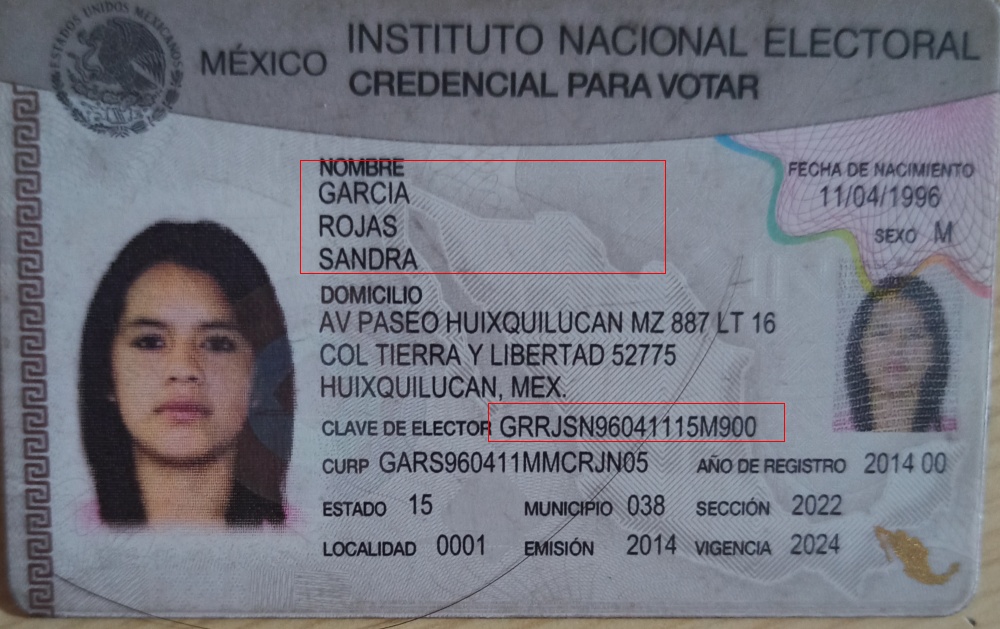 ESTADOS UNIDOS MEXICANOS
MÉXICO
INSTITUTO NACIONAL ELECTORAL
CREDENCIAL PARA VOTAR
NOMBRE
GARCIA
ROJAS
SANDRA
FECHA DE NACIMIENTO
11/04/1996
SEXO M
DOMICILIO
AV PASEO HUIXQUILUCAN MZ 887 LT 16
COL TIERRA Y LIBERTAD 52775
HUIXQUILUCAN, MEX.
CLAVE DE ELECTOR GRRJSN96041115M900
CURP GARS960411MMCRJN05 AÑO DE REGISTRO 2014 00
ESTADO 15 MUNICIPIO 038 SECCIÓN 2022
LOCALIDAD 0001 EMISIÓN 2014 VIGENCIA 2024